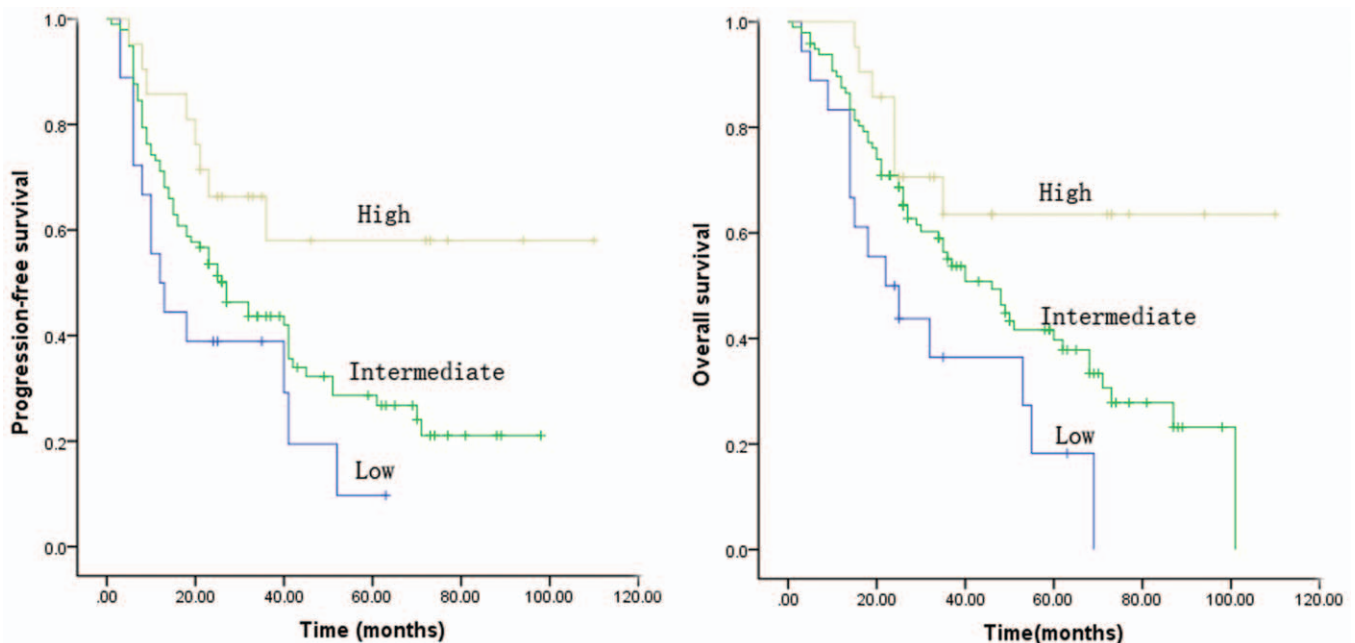 Progression-free survival
1.0
0.8
0.6
0.4
0.2
0.0
High
Intermediate
Low
.00 20.00 40.00 60.00 80.00 100.00 120.00
Time (months)
Overall survival
1.0
0.8
0.6
0.4
0.2
0.0
High
Intermediate
Low
.00 20.00 40.00 60.00 80.00 100.00 120.00
Time(months)